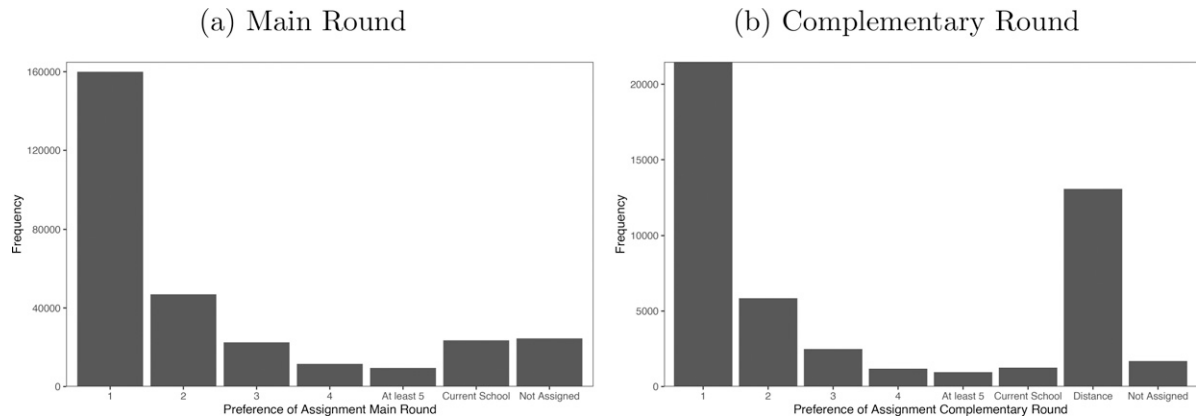 (a) Main Round
160000
120000
80000
40000
0
Frequency
1 2 3 4 At least 5 Current School Not Assigned
Preference of Assignment Main Round
(b) Complementary Round
20000
15000
10000
5000
0
Frequency
1 2 3 4 At least 5 Current School Distance Not Assigned
Preference of Assignment Complementary Round